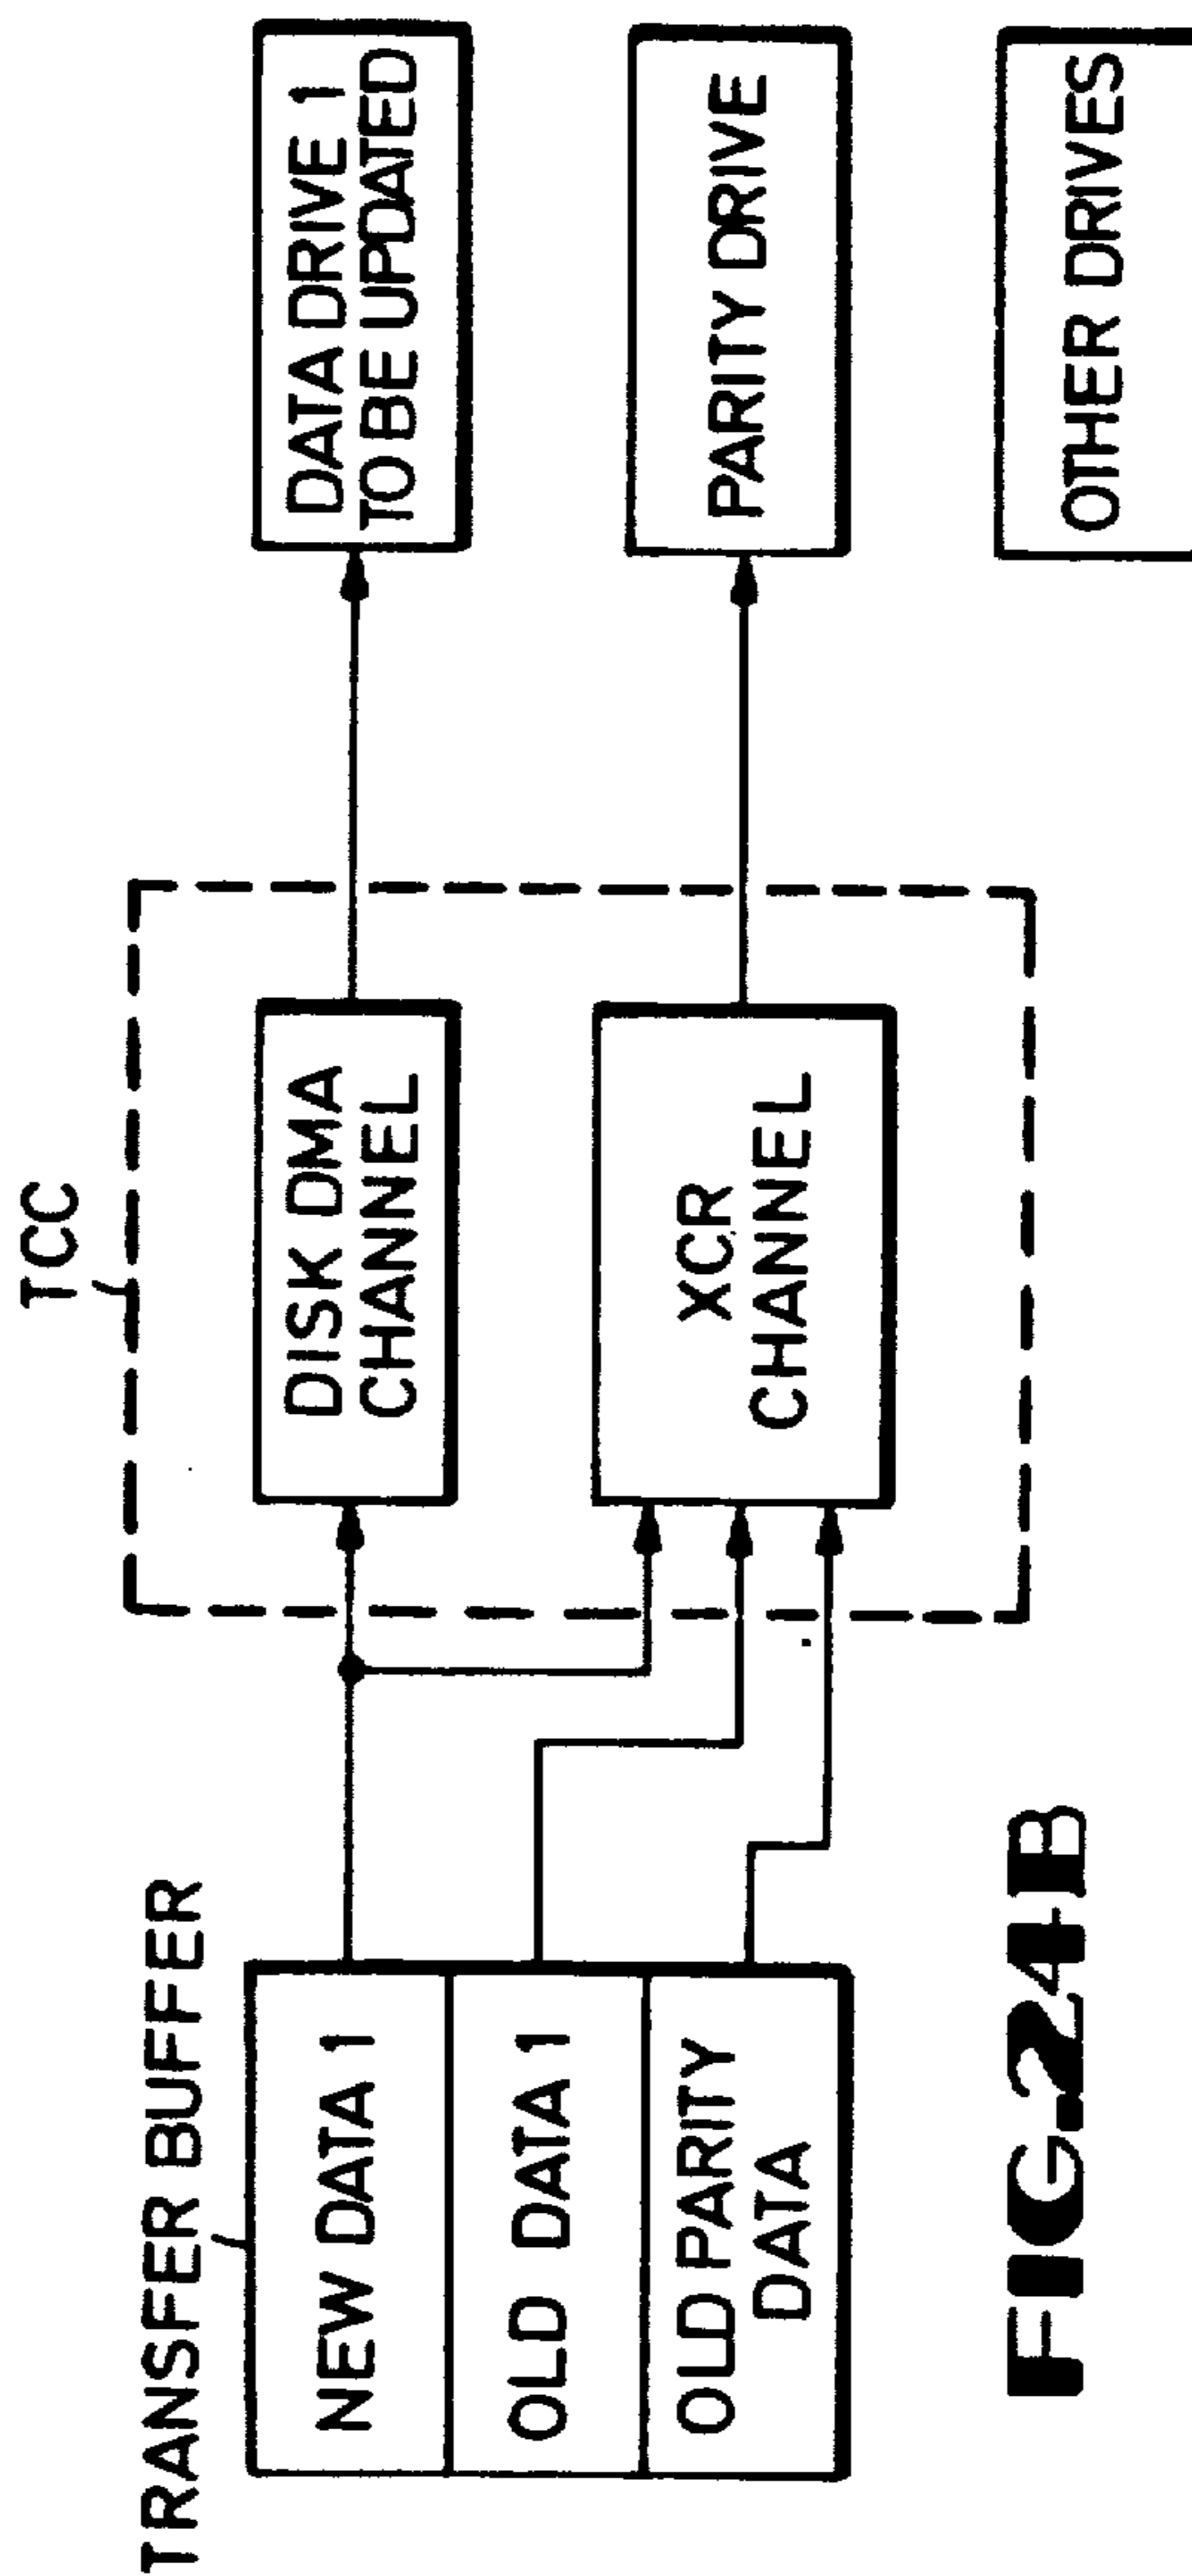 TRANSFER BUFFER
NEW DATA 1
OLD DATA 1
OLD PARITY
DATA
TCC
DISK DMA
CHANNEL
XCR
CHANNEL
DATA DRIVE 1
TO BE UPDATED
PARITY DRIVE
OTHER DRIVES
FIG.24B